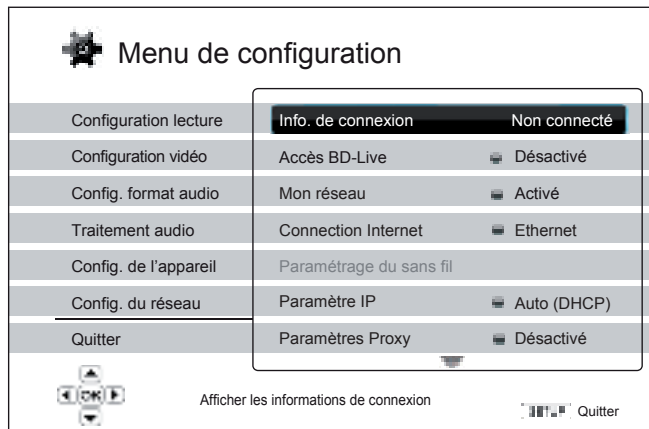 Menu de configuration
Configuration lecture
Info. de connexion Non connecté
Configuration vidéo
Accès BD-Live Désactivé
Config. format audio
Mon réseau Activé
Traitement audio
Connection Internet Ethernet
Config. de l'appareil
Paramétrage du sans fil
Config. du réseau
Paramètre IP Auto (DHCP)
Quitter
Paramètres Proxy Désactivé
OK
Afficher les informations de connexion
SETUP Quitter